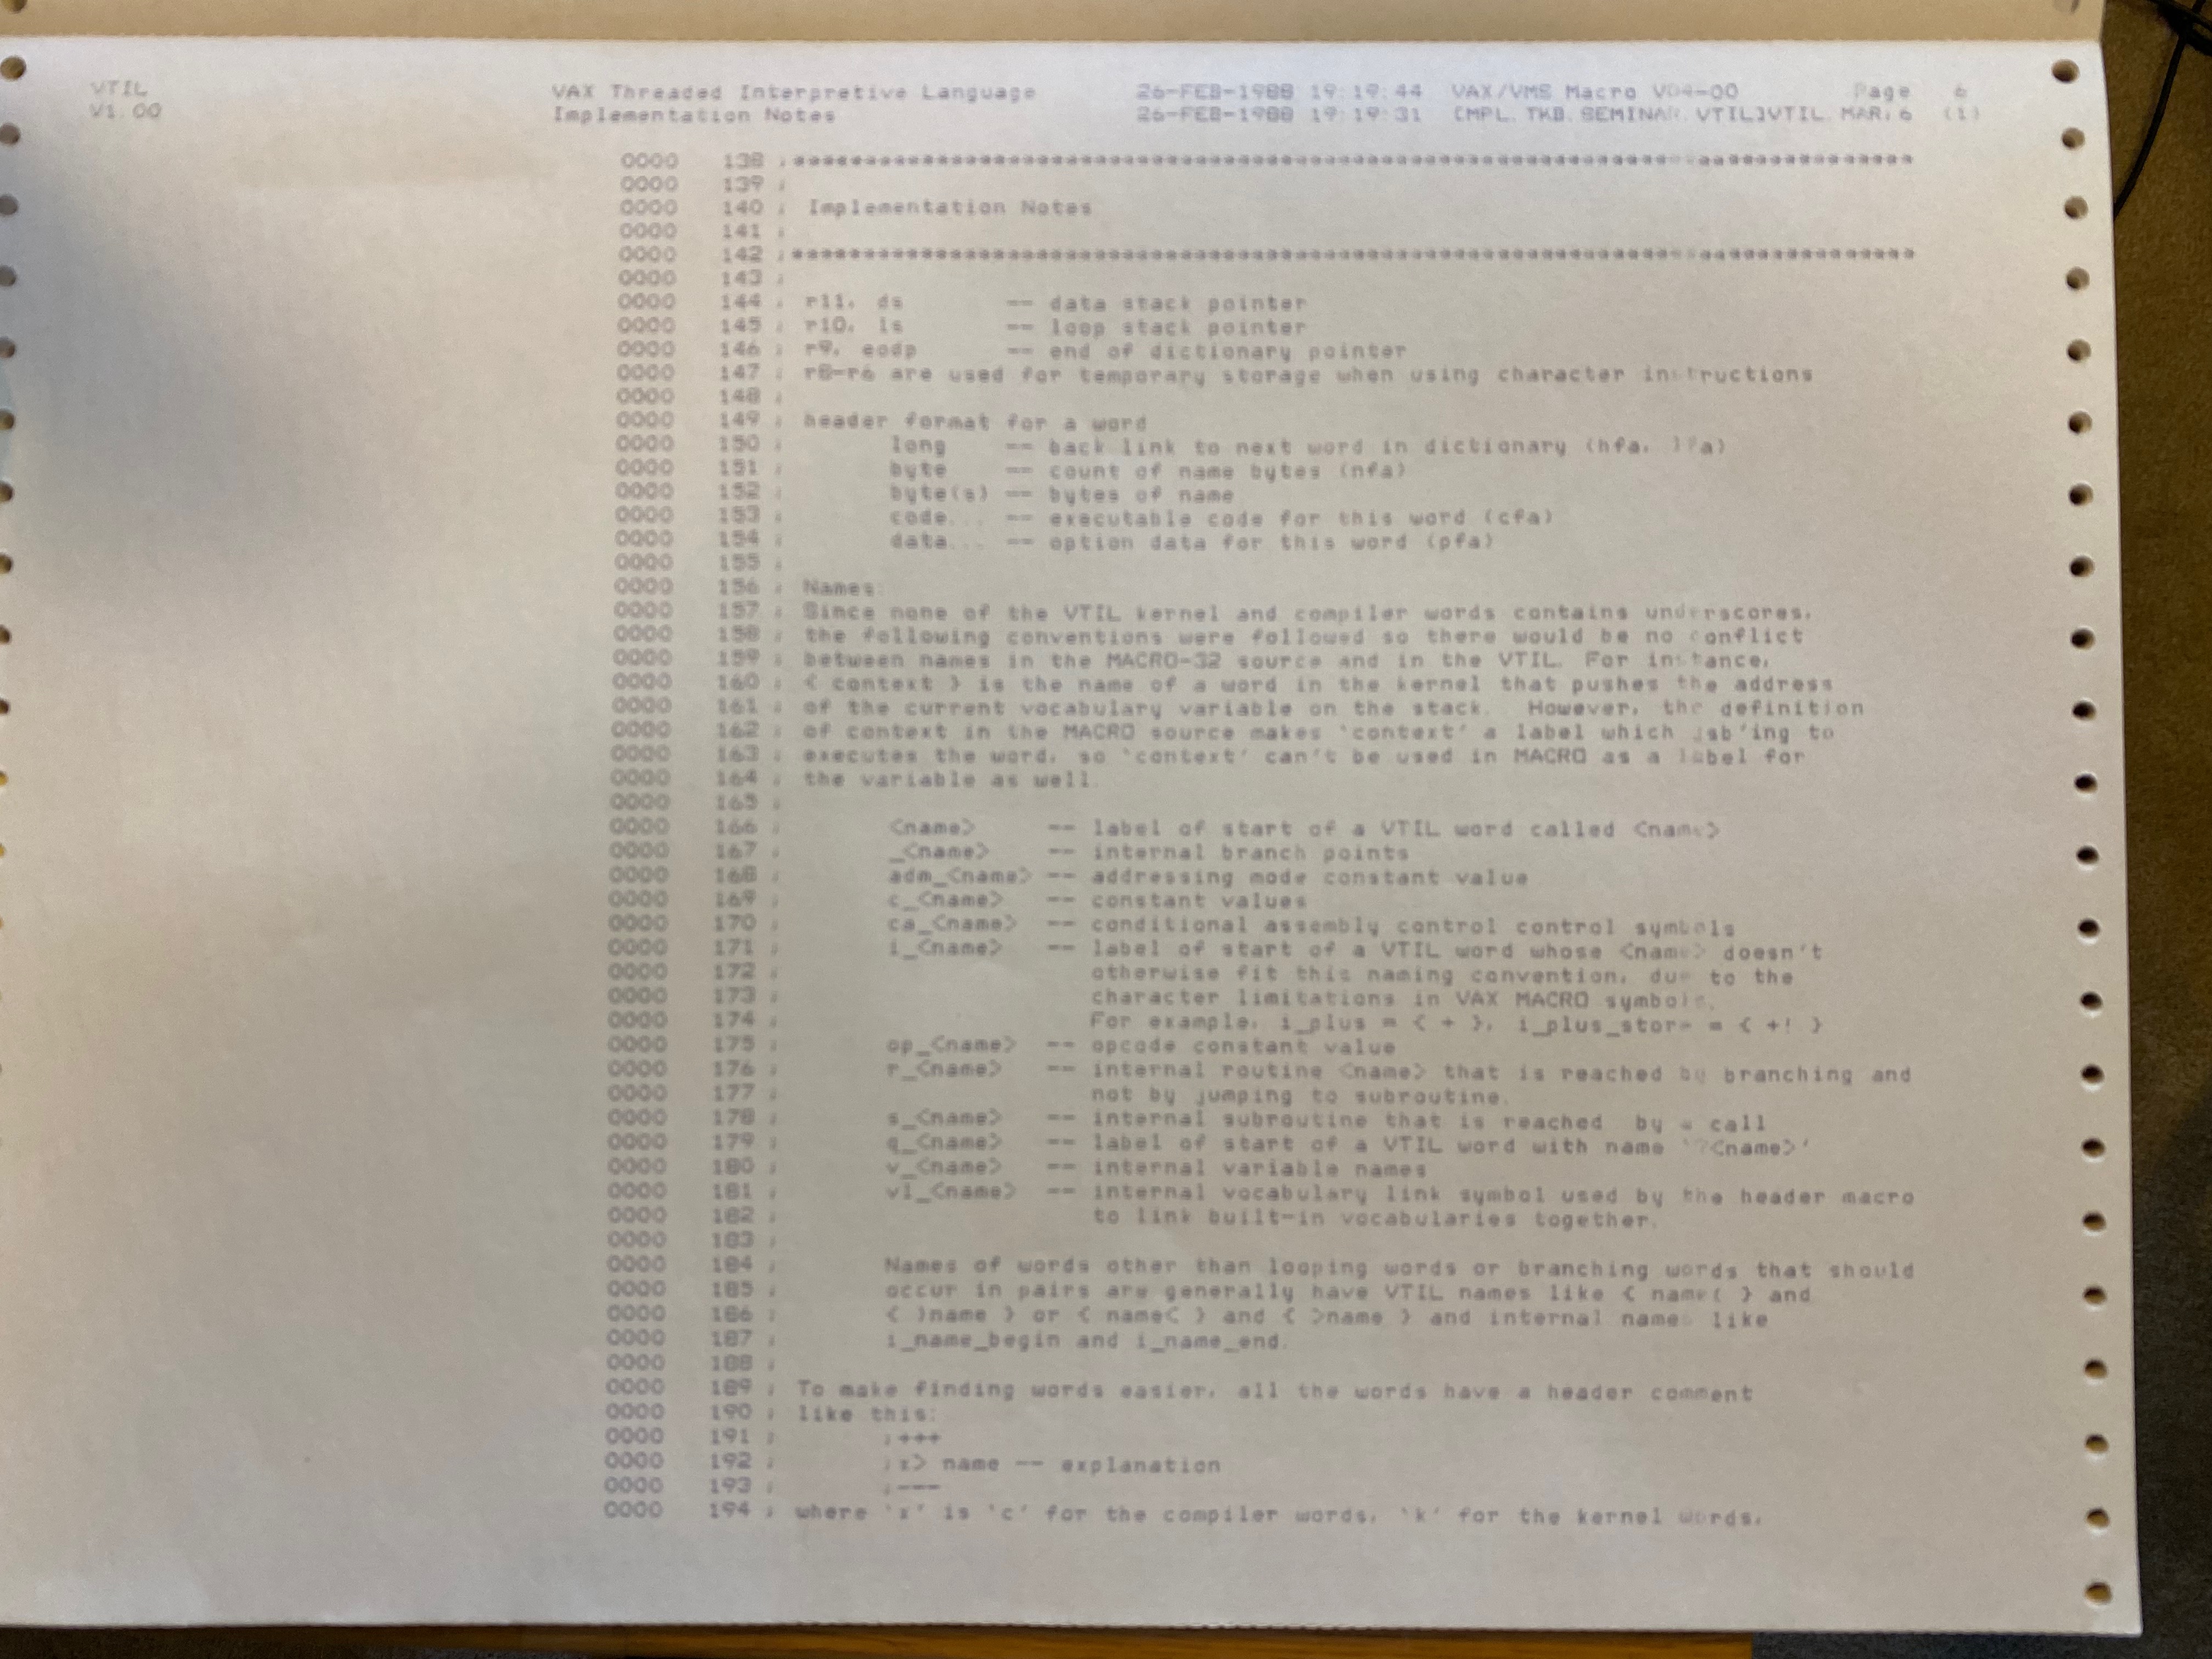 VTIL VAX Threaded Interpretive Language 26-FEB-1988 19:19:44 VAX/VMS Macro V04-00 Page 6
V1.00 Implementation Notes 26-FEB-1988 19:19:31 [MPL.TKB.SEMINAR.VTIL]VTIL.MAR;6 (1)
0000 138 ;*******************************************************************************
0000 139 ;
0000 140 ; Implementation Notes
0000 141 ;
0000 142 ;*******************************************************************************
0000 143 ;
0000 144 ; r11, ds -- data stack pointer
0000 145 ; r10, ls -- loop stack pointer
0000 146 ; r9, eodp -- end of dictionary pointer
0000 147 ; r8-r6 are used for temporary storage when using character instructions
0000 148 ;
0000 149 ; header format for a word
0000 150 ; long -- back link to next word in dictionary (hfa, lfa)
0000 151 ; byte -- count of name bytes (nfa)
0000 152 ; byte(s) -- bytes of name
0000 153 ; code... -- executable code for this word (cfa)
0000 154 ; data... -- option data for this word (pfa)
0000 155 ;
0000 156 ; Names:
0000 157 ; Since none of the VTIL kernel and compiler words contains underscores,
0000 158 ; the following conventions were followed so there would be no conflict
0000 159 ; between names in the MACRO-32 source and in the VTIL. For instance,
0000 160 ; { context } is the name of a word in the kernel that pushes the address
0000 161 ; of the current vocabulary variable on the stack. However, the definition
0000 162 ; of context in the MACRO source makes 'context' a label which jsb'ing to
0000 163 ; executes the word, so 'context' can't be used in MACRO as a label for
0000 164 ; the variable as well.
0000 165 ;
0000 166 ; <name> -- label of start of a VTIL word called <name>
0000 167 ; _<name> -- internal branch points
0000 168 ; adm_<name> -- addressing mode constant value
0000 169 ; c_<name> -- constant values
0000 170 ; ca_<name> -- conditional assembly control control symbols
0000 171 ; i_<name> -- label of start of a VTIL word whose <name> doesn't
0000 172 ; otherwise fit this naming convention, due to the
0000 173 ; character limitations in VAX MACRO symbols.
0000 174 ; For example, i_plus = { + }, i_plus_store = { +! }
0000 175 ; op_<name> -- opcode constant value
0000 176 ; r_<name> -- internal routine <name> that is reached by branching and
0000 177 ; not by jumping to subroutine.
0000 178 ; s_<name> -- internal subroutine that is reached by a call
0000 179 ; q_<name> -- label of start of a VTIL word with name '?<name>'
0000 180 ; v_<name> -- internal variable names
0000 181 ; vl_<name> -- internal vocabulary link symbol used by the header macro
0000 182 ; to link built-in vocabularies together.
0000 183 ;
0000 184 ; Names of words other than looping words or branching words that should
0000 185 ; occur in pairs are generally have VTIL names like { name( } and
0000 186 ; { )name } or { name< } and { >name } and internal names like
0000 187 ; i_name_begin and i_name_end.
0000 188 ;
0000 189 ; To make finding words easier, all the words have a header comment
0000 190 ; like this:
0000 191 ; ;+++
0000 192 ; ;x> name -- explanation
0000 193 ; ;---
0000 194 ; where 'x' is 'c' for the compiler words, 'k' for the kernel words,